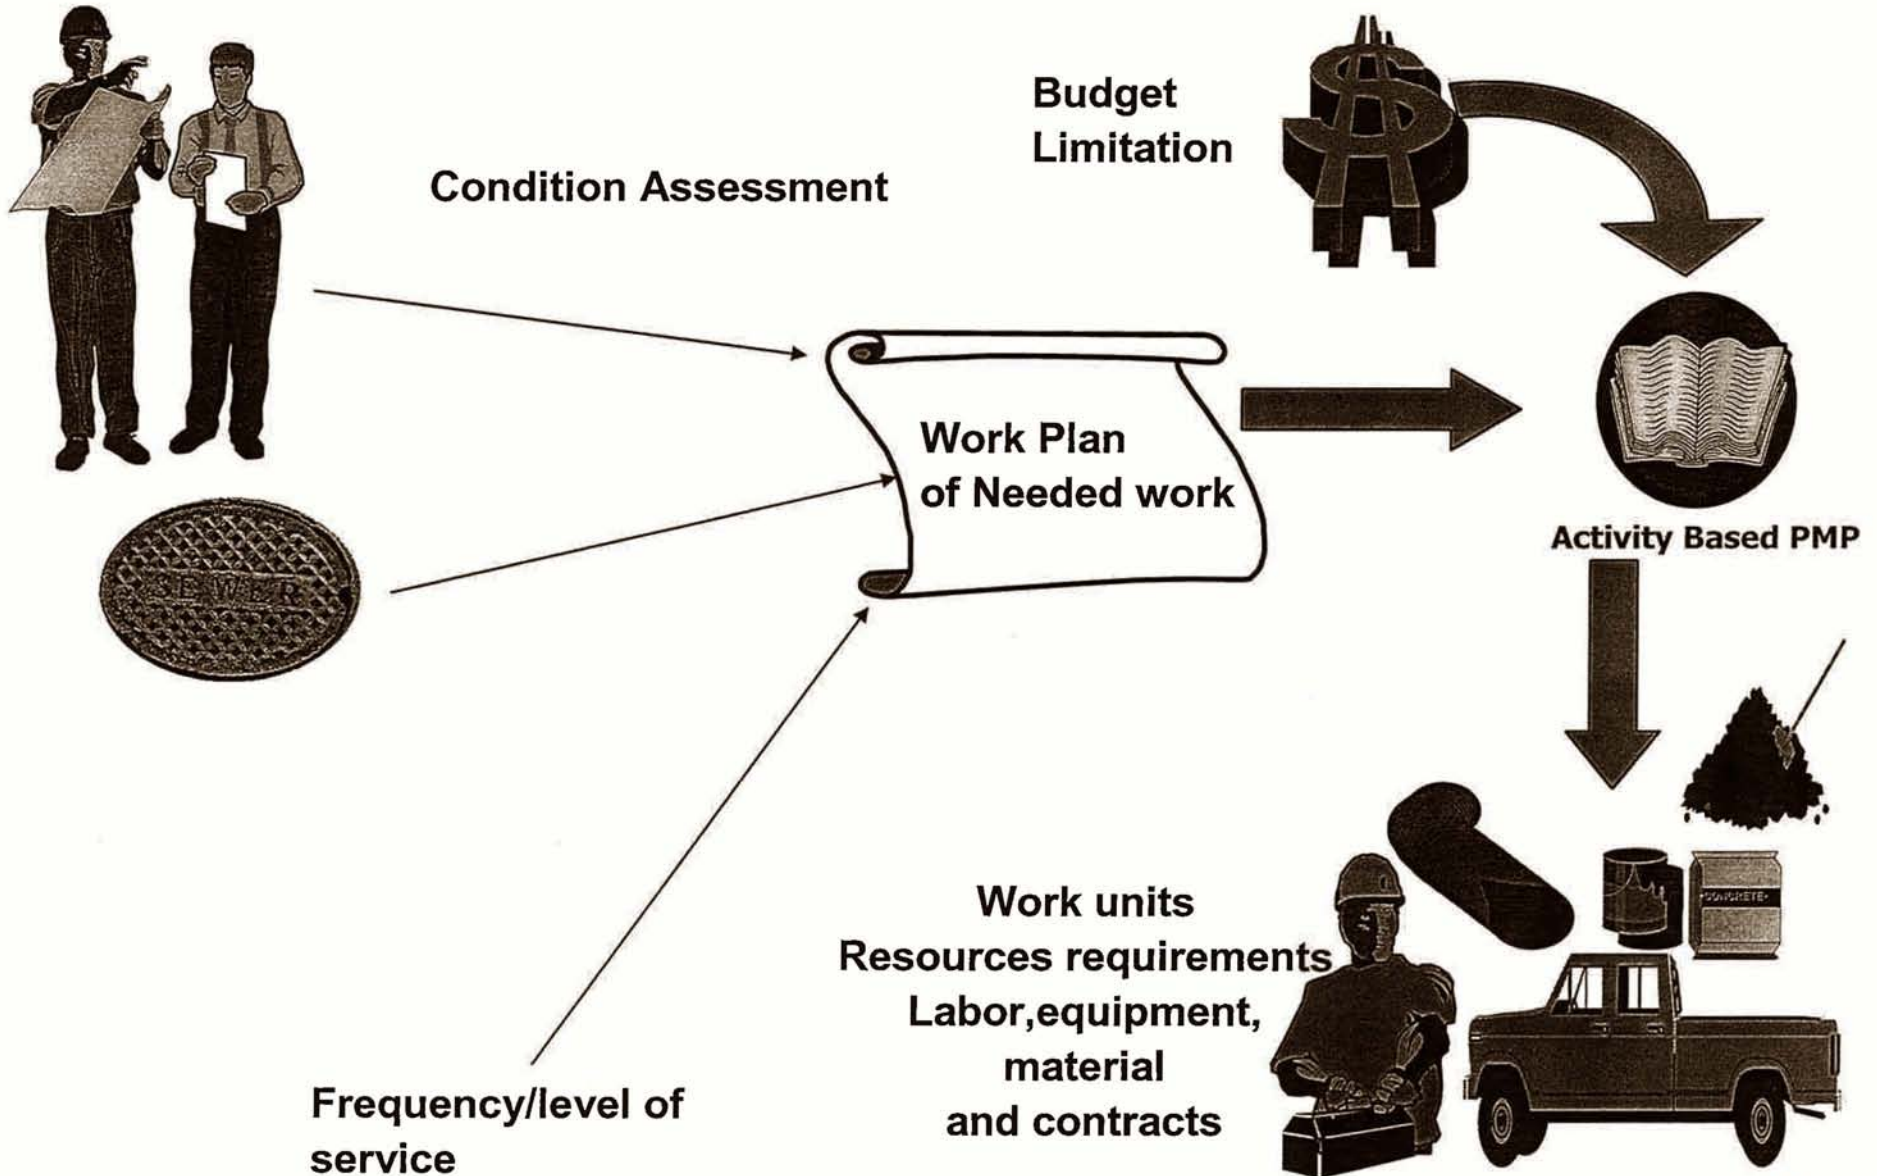 Condition Assessment
Budget
Limitation
SEWER
Work Plan
of Needed work
Activity Based PMP
CONCRETE
Work units
Resources requirements
Labor,equipment,
material
and contracts
Frequency/level of
service